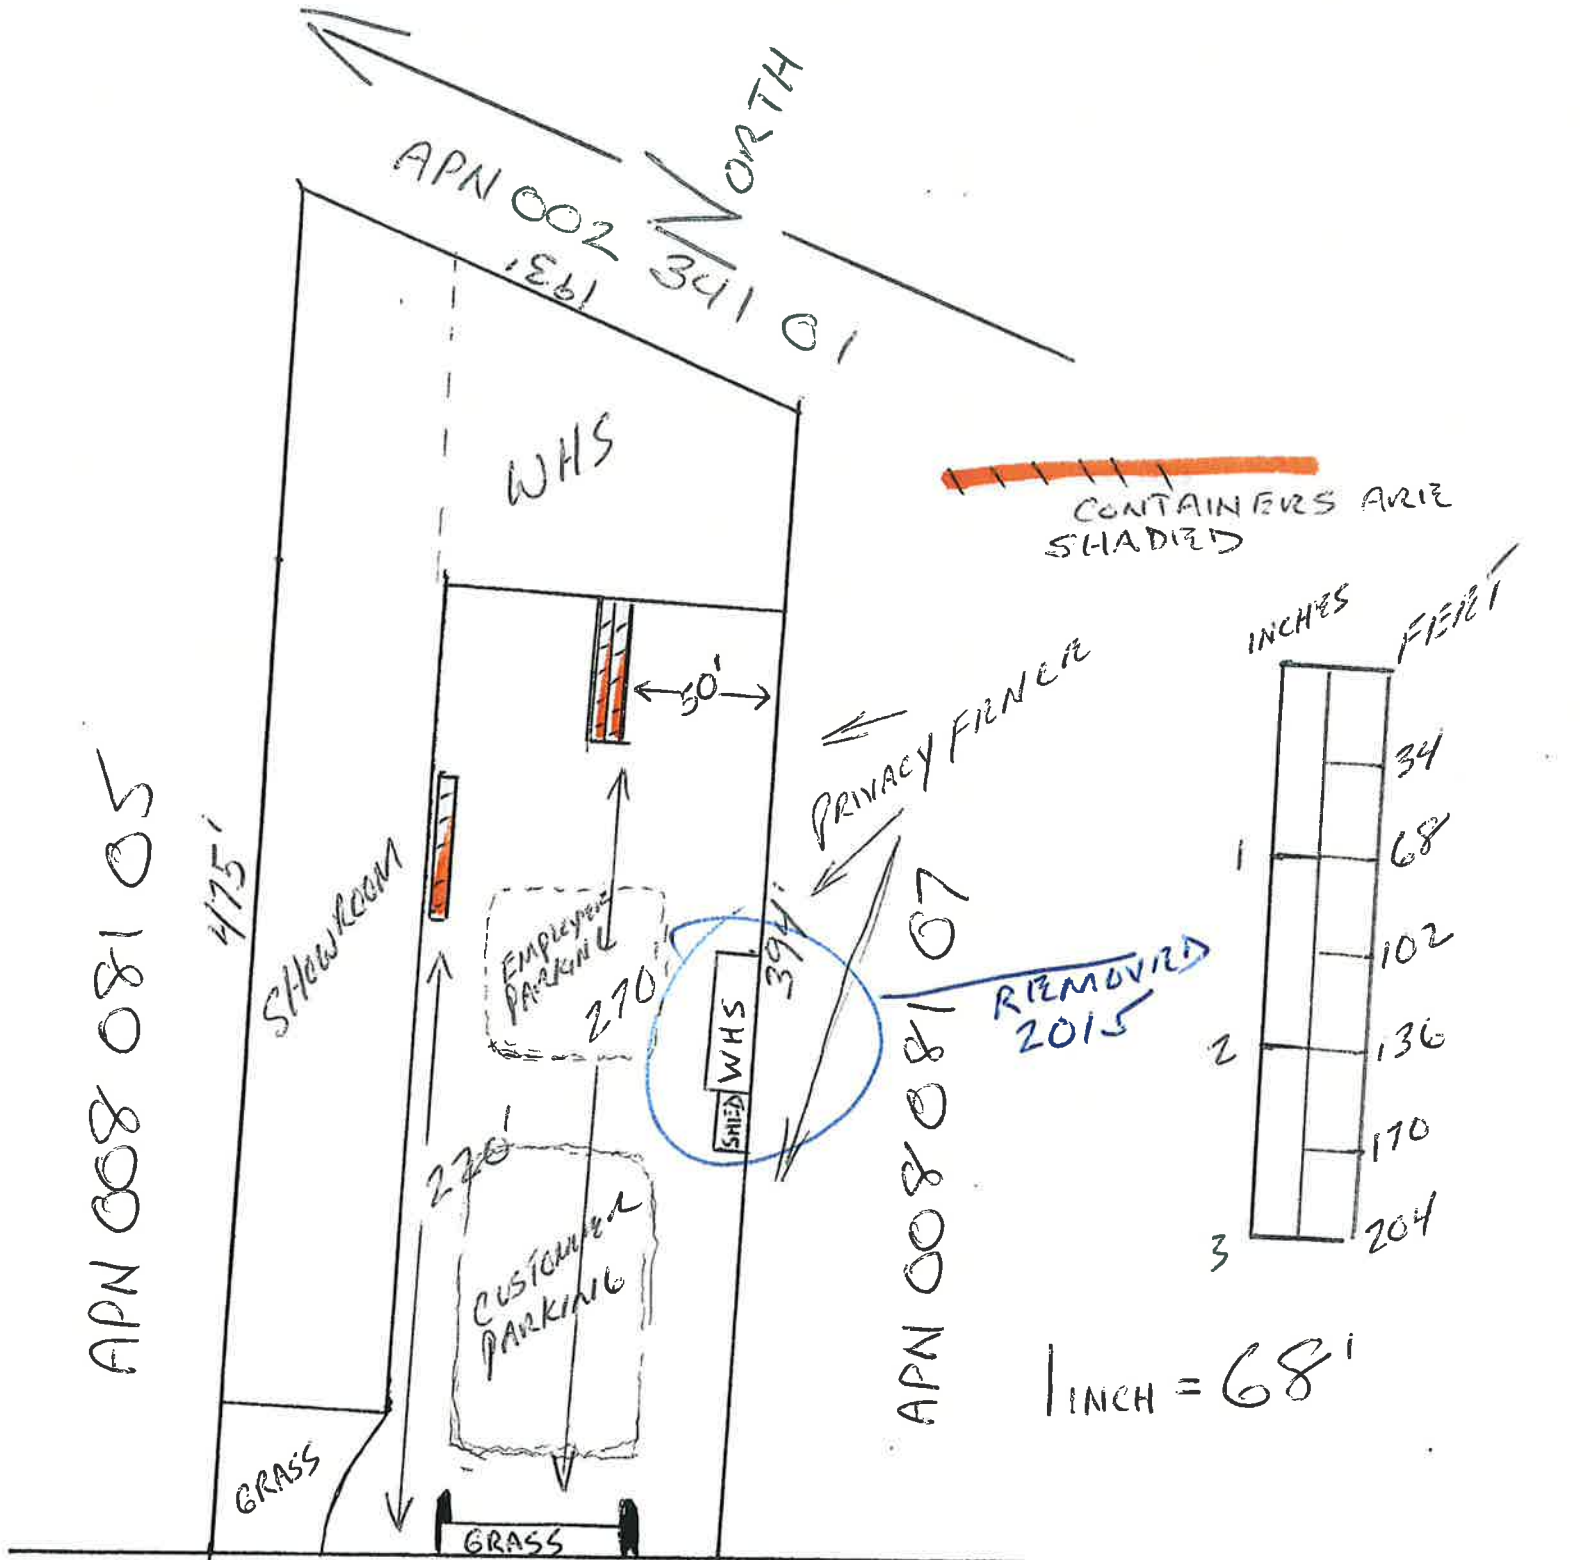 NORTH
APN 002 341 01
193'
WHS
CONTAINERS ARE
SHADED
INCHES
FEET
34
1
68
102
2
136
170
3
204
1 INCH = 68'
50'
PRIVACY FENCE
APN 008 081 05
475'
SHOWROOM
EMPLOYEE
PARKING
270'
394'
WHS
SHED
REMOVED
2015
APN 008 081 07
220'
CUSTOMER
PARKING
GRASS
GRASS